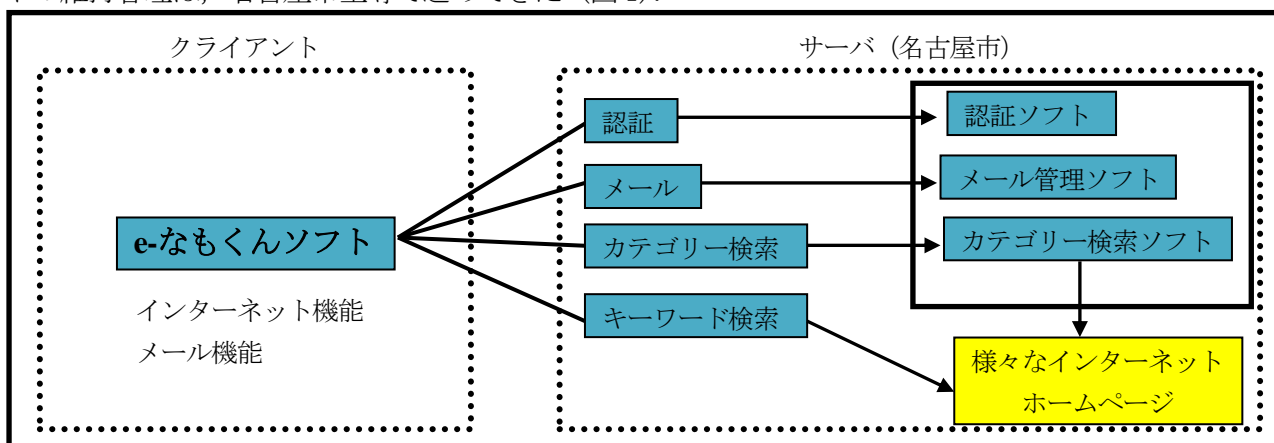 クライアント
サーバ（名古屋市）
認証
認証ソフト
メール
メール管理ソフト
e-なもくんソフト
カテゴリー検索
カテゴリー検索ソフト
インターネット機能
メール機能
キーワード検索
様々なインターネット
ホームページ